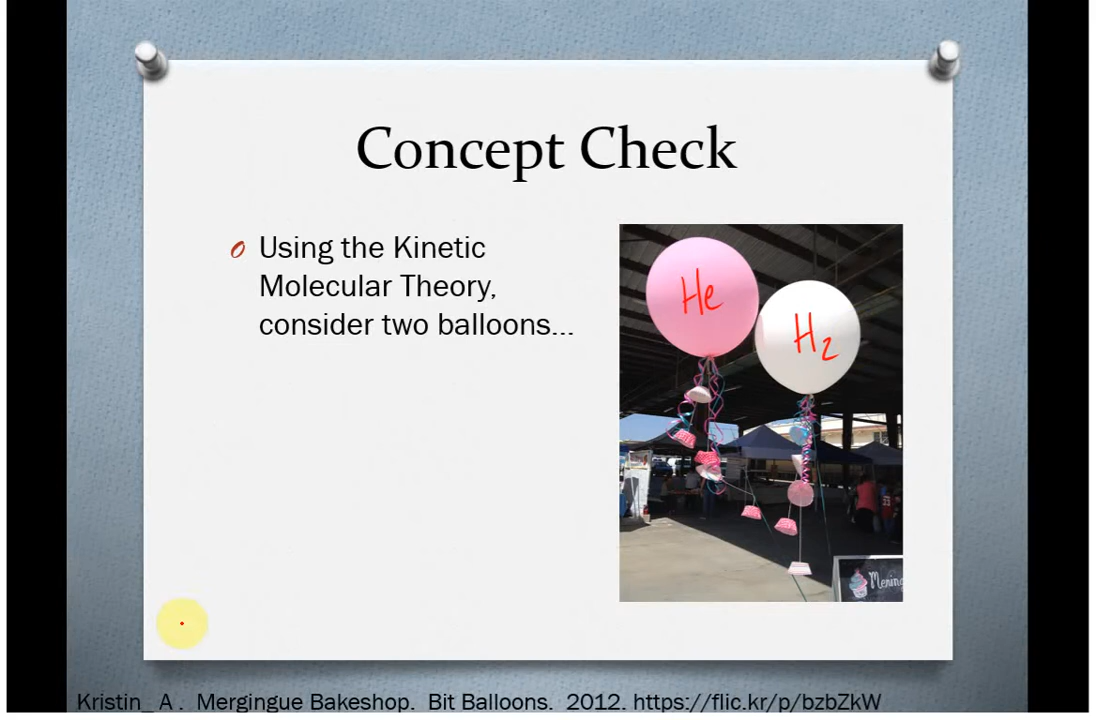 Concept Check
Using the Kinetic
Molecular Theory,
consider two balloons...
He
H2
Kristin_ A .  Mergingue Bakeshop.  Bit Balloons.  2012. https://flic.kr/p/bzbZkW